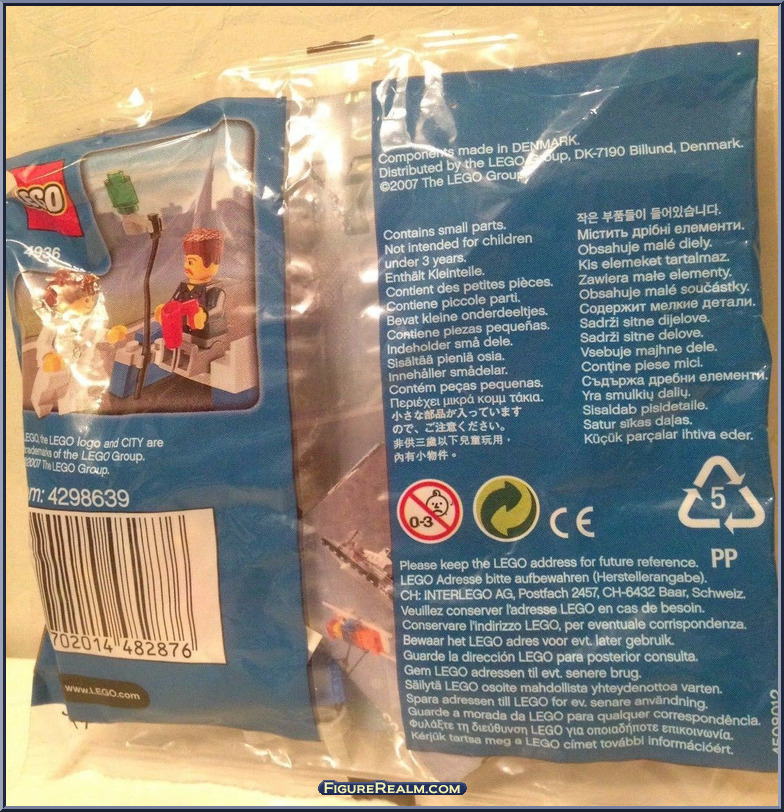 LEGO
4936
LEGO, the LEGO logo and CITY are
trademarks of the LEGO Group.
©2007 The LEGO Group.
4298639
702014 482876
www.LEGO.com
Components made in DENMARK.
Distributed by the LEGO Group, DK-7190 Billund, Denmark.
©2007 The LEGO Group.
Contains small parts.
Not intended for children
under 3 years.
Enthält Kleinteile.
Contient des petites pièces.
Contiene piccole parti.
Bevat kleine onderdeeltjes.
Contiene piezas pequeñas.
Indeholder små dele.
Sisältää pieniä osia.
Innehåller smådelar.
Contém peças pequenas.
Περιέχει μικρά κομμ τάκια.
小さな部品が入っています
ので、ご注意ください。
非供三歲以下兒童玩用，
內有小物件。
작은 부품들이 들어있습니다.
Містить дрібні елементи.
Obsahuje malé diely.
Kis elemeket tartalmaz.
Zawiera małe elementy.
Obsahuje malé součástky.
Содержит мелкие детали.
Sadrži sitne dijelove.
Sadrži sitne delove.
Vsebuje majhne dele.
Conţine piese mici.
Съдържа дребни елементи.
Yra smulkių dalių.
Sisaldab pisidetaile.
Satur sīkas daļas.
Küçük parçalar ihtiva eder.
0-3
CE
5
PP
Please keep the LEGO address for future reference.
LEGO Adresse bitte aufbewahren (Herstellerangabe).
CH: INTERLEGO AG, Postfach 2457, CH-6432 Baar, Schweiz.
Veuillez conserver l'adresse LEGO en cas de besoin.
Conservare l'indirizzo LEGO, per eventuale corrispondenza.
Bewaar het LEGO adres voor evt. later gebruik.
Guarde la dirección LEGO para posterior consulta.
Gem LEGO adressen til evt. senere brug.
Säilytä LEGO osoite mahdollista yhteydenottoa varten.
Spara adressen till LEGO for ev. senare användning.
Guarde a morada da LEGO para qualquer correspondência.
Φυλάξτε τη διεύθυνση LEGO για οποιαδήποτε επικοινωνία.
Kérjük tartsa meg a LEGO címet további információért.
FIGUREREALM.COM